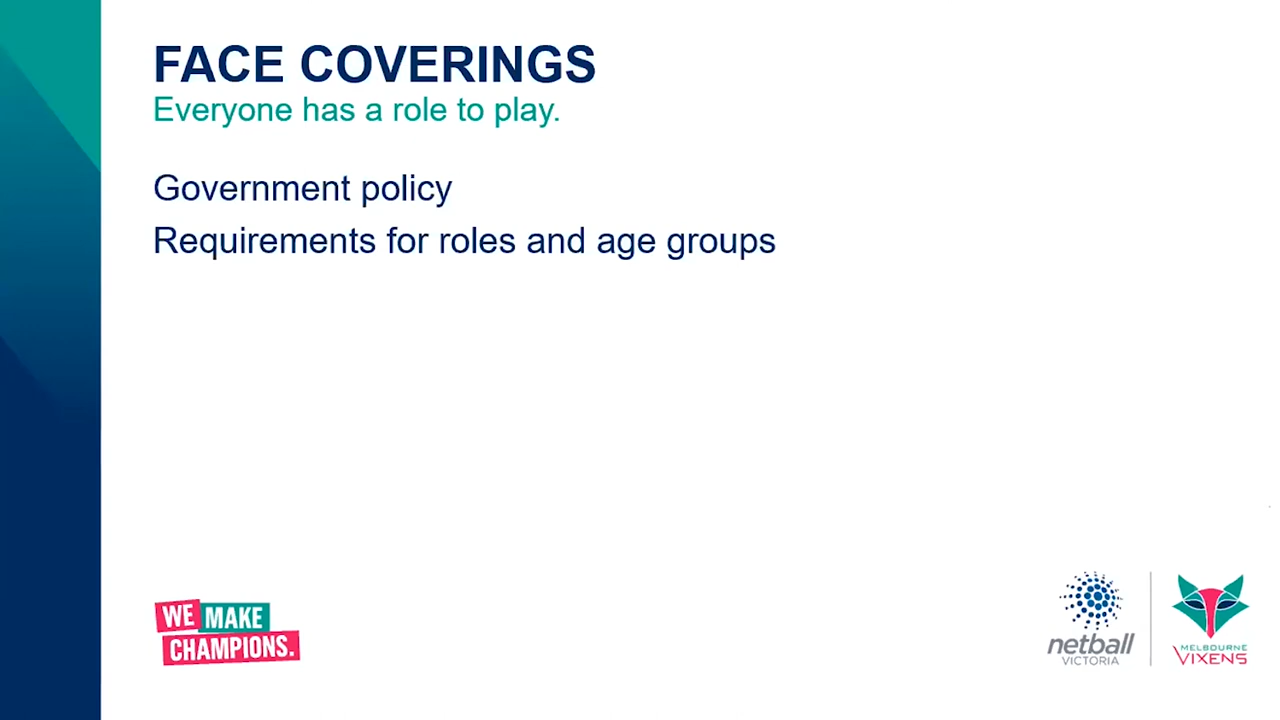 FACE COVERINGS
Everyone has a role to play.
Government policy
Requirements for roles and age groups
WE MAKE
CHAMPIONS.
netball
VICTORIA
MELBOURNE
VIXENS